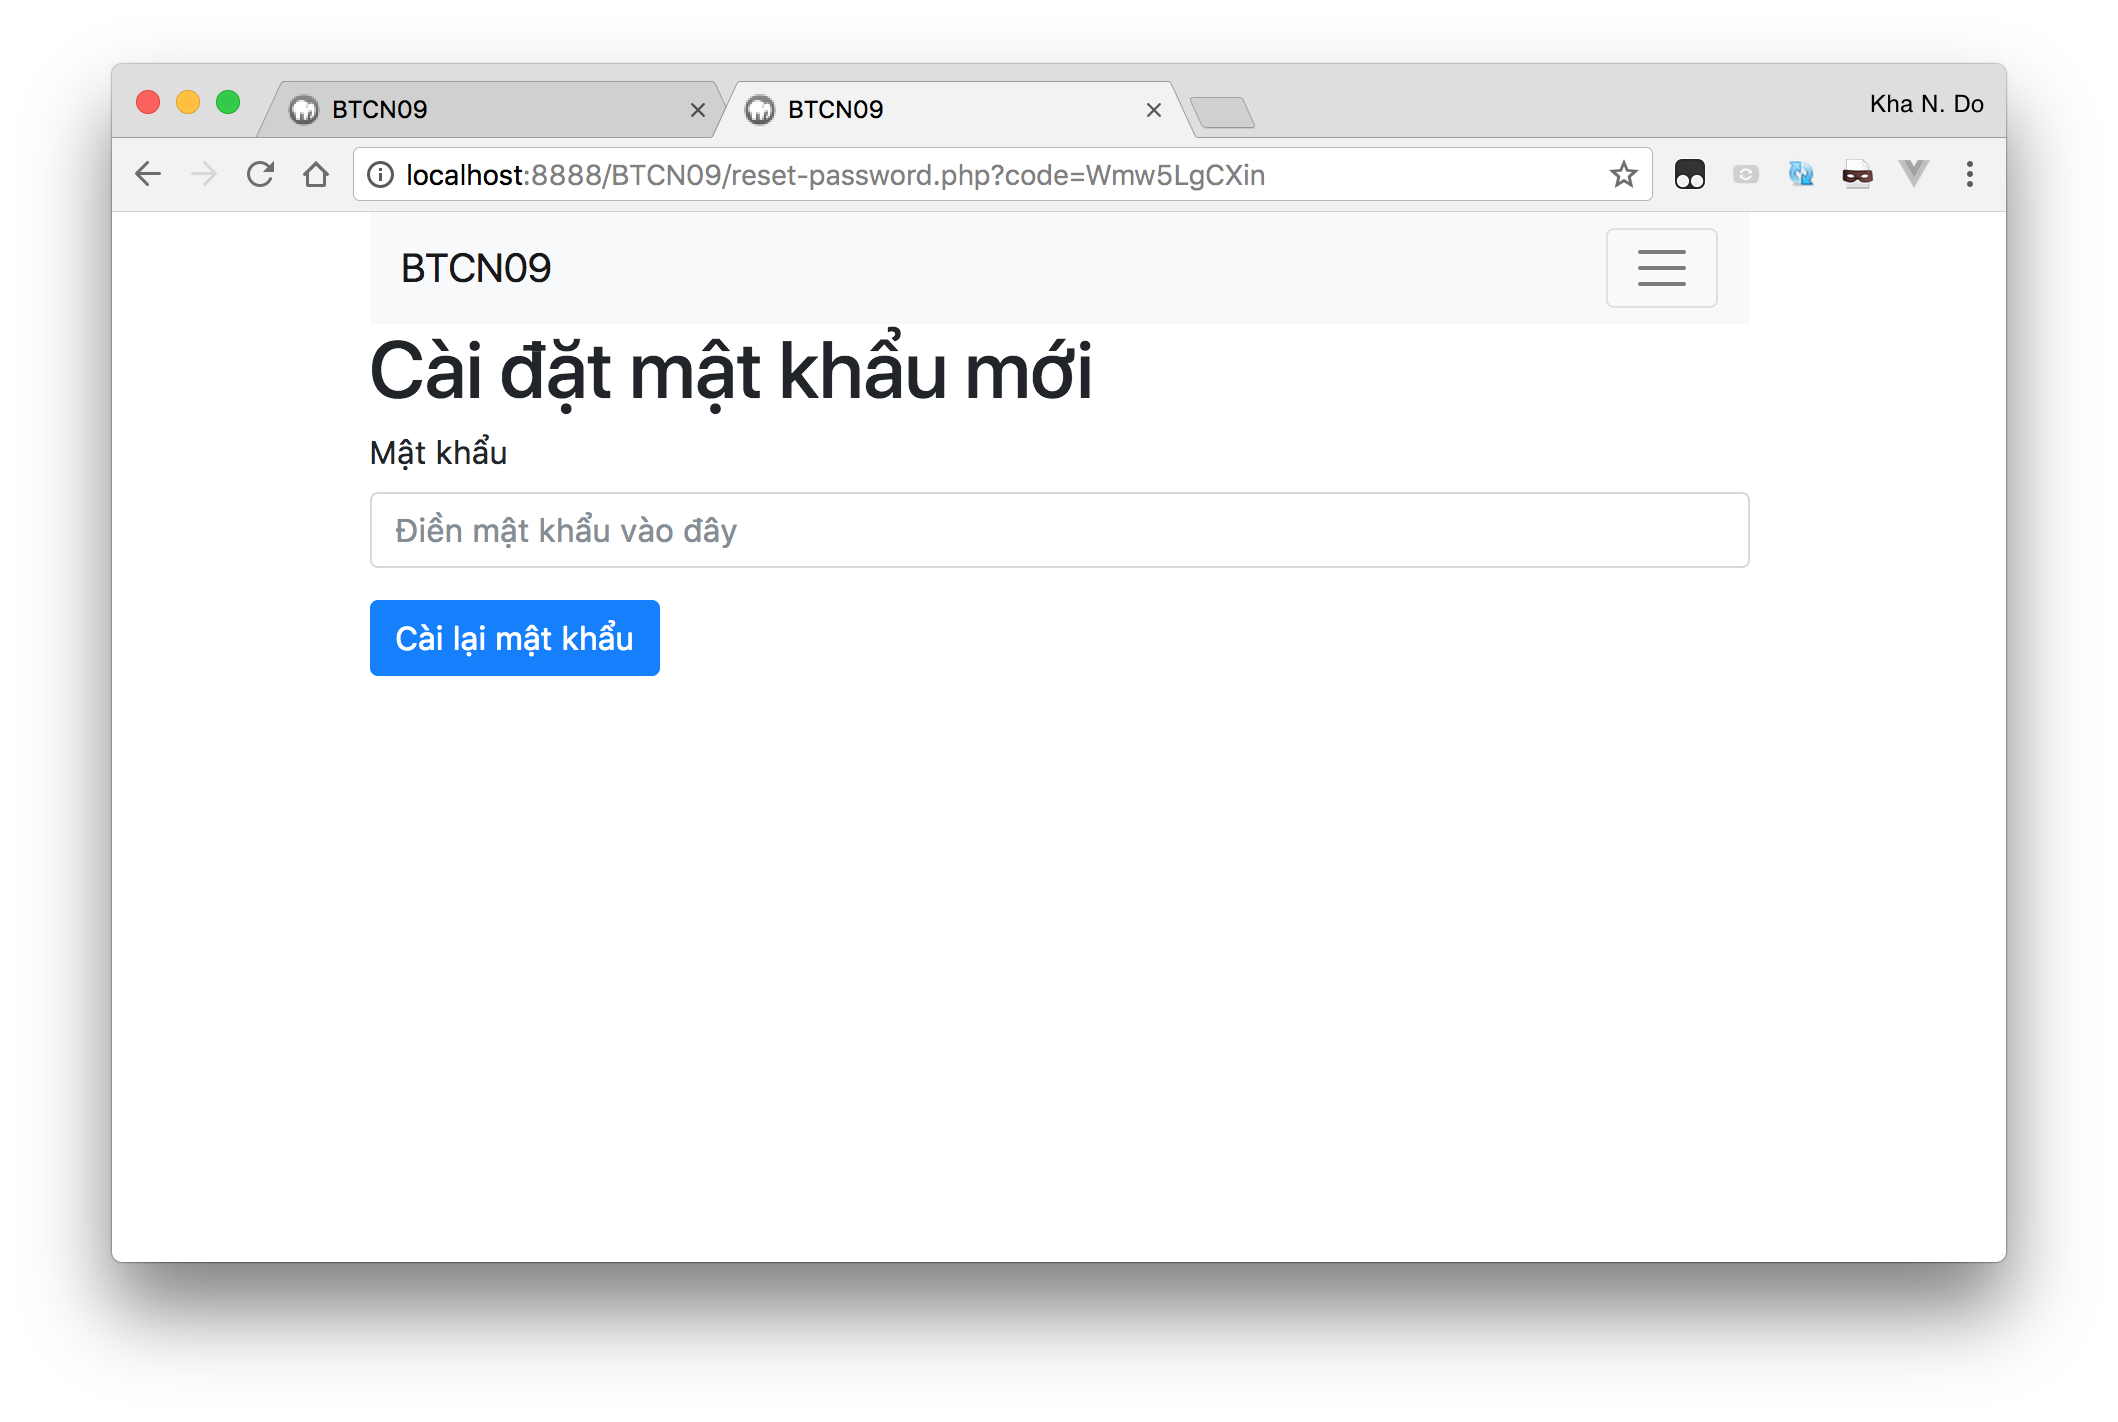 BTCN09
BTCN09
Kha N. Do
localhost:8888/BTCN09/reset-password.php?code=Wmw5LgCXin
BTCN09
Cài đặt mật khẩu mới
Mật khẩu
Điền mật khẩu vào đây
Cài lại mật khẩu